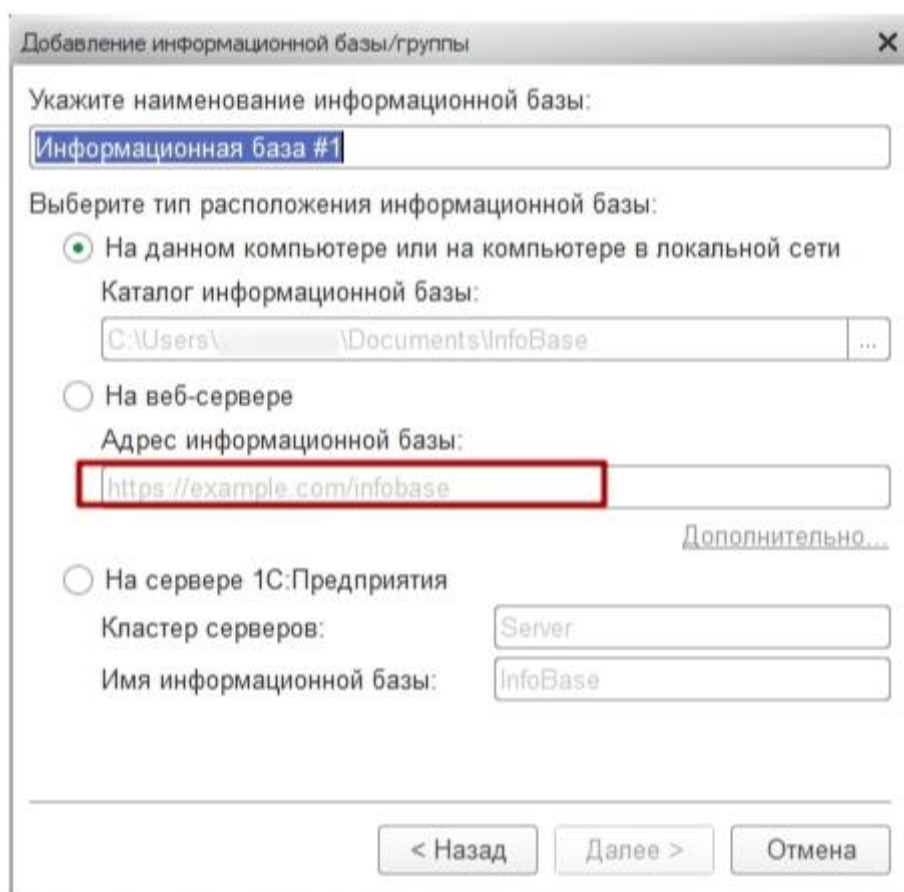 Добавление информационной базы/группы
Укажите наименование информационной базы:
Информационная база #1
Выберите тип расположения информационной базы:
На данном компьютере или на компьютере в локальной сети
Каталог информационной базы:
C:\Users\ \Documents\InfoBase ...
На веб-сервере
Адрес информационной базы:
https://example.com/infobase
Дополнительно...
На сервере 1С:Предприятия
Кластер серверов: Server
Имя информационной базы: InfoBase
< Назад Далее > Отмена